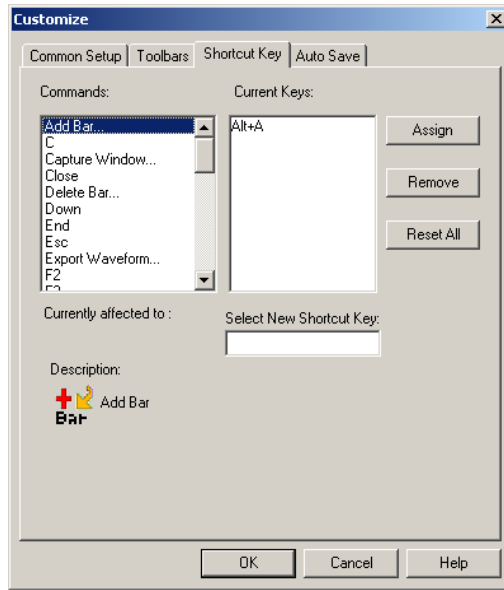 Customize
Common Setup
Toolbars
Shortcut Key
Auto Save
Commands:
Current Keys:
Add Bar...
C
Capture Window...
Close
Delete Bar...
Down
End
Esc
Export Waveform...
F2
Alt+A
Assign
Remove
Reset All
Currently affected to :
Select New Shortcut Key:
Description:
Bar
Add Bar
OK
Cancel
Help